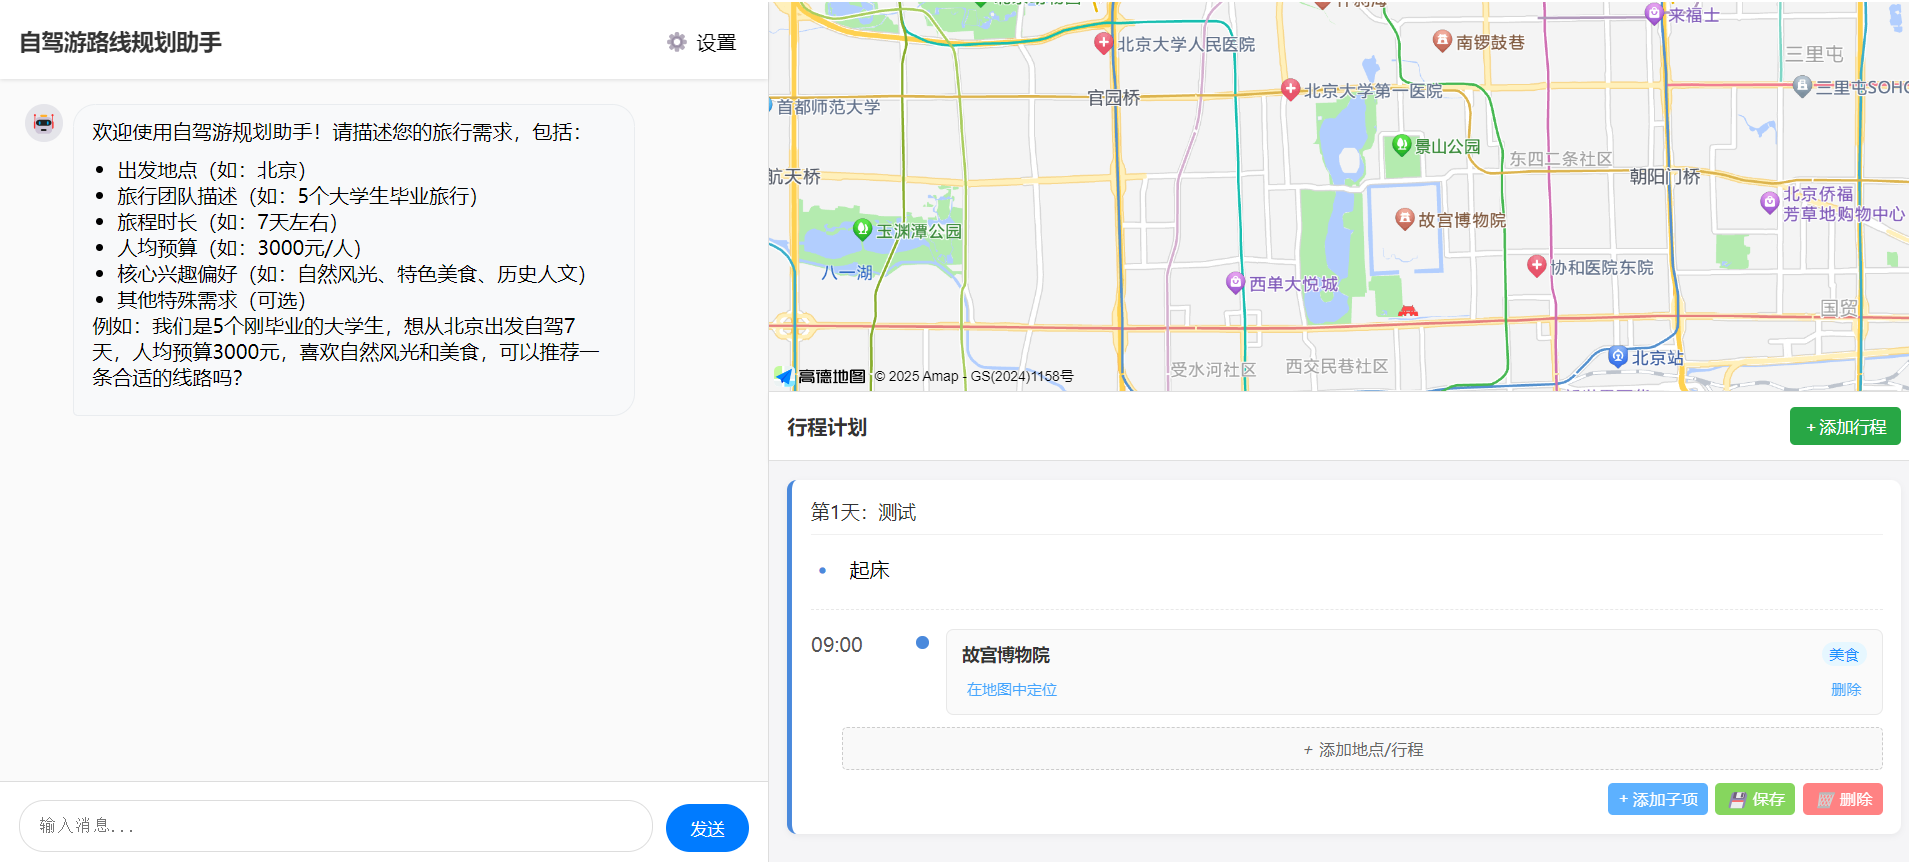 自驾游路线规划助手
设置
欢迎使用自驾游规划助手！请描述您的旅行需求，包括：
出发地点（如：北京）
旅行团队描述（如：5个大学生毕业旅行）
旅程时长（如：7天左右）
人均预算（如：3000元/人）
核心兴趣偏好（如：自然风光、特色美食、历史人文）
其他特殊需求（可选）
例如：我们是5个刚毕业的大学生，想从北京出发自驾7
天，人均预算3000元，喜欢自然风光和美食，可以推荐一
条合适的线路吗？
输入消息...
发送
来福士
北京大学人民医院
南锣鼓巷
三里屯
首都师范大学
官园桥
北京大学第一医院
三里屯SOHO
景山公园
东四二条社区
航天桥
朝阳门桥
北京侨福
芳草地购物中心
玉渊潭公园
故宫博物院
八一湖
西单大悦城
协和医院东院
国贸
北京站
受水河社区
西交民巷社区
高德地图 © 2025 Amap - GS(2024)1158号
行程计划
+ 添加行程
第1天：测试
起床
09:00
故宫博物院
美食
在地图中定位
删除
+ 添加地点/行程
+ 添加子项
保存
删除